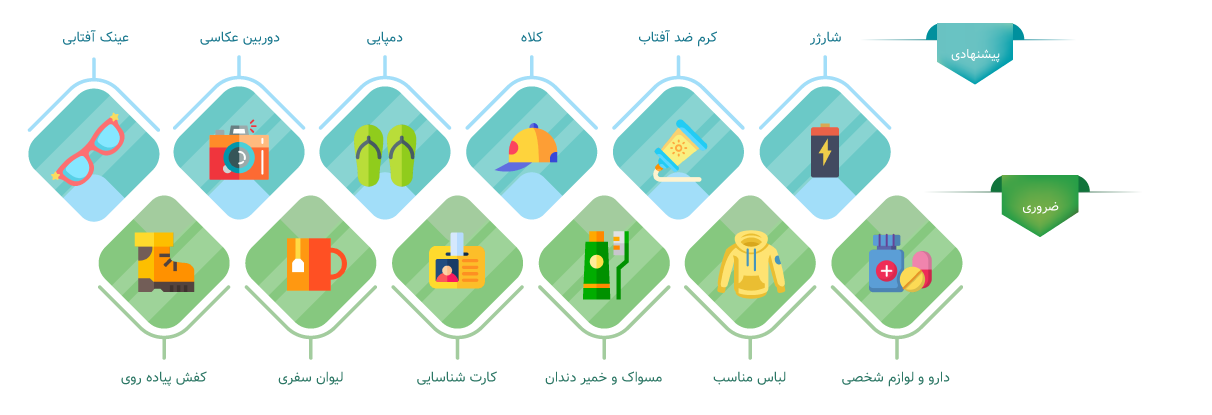 پیشنهادی
شارژر
کرم ضد آفتاب
کلاه
دمپایی
دوربین عکاسی
عینک آفتابی
ضروری
دارو و لوازم شخصی
لباس مناسب
مسواک و خمیر دندان
کارت شناسایی
لیوان سفری
کفش پیاده روی